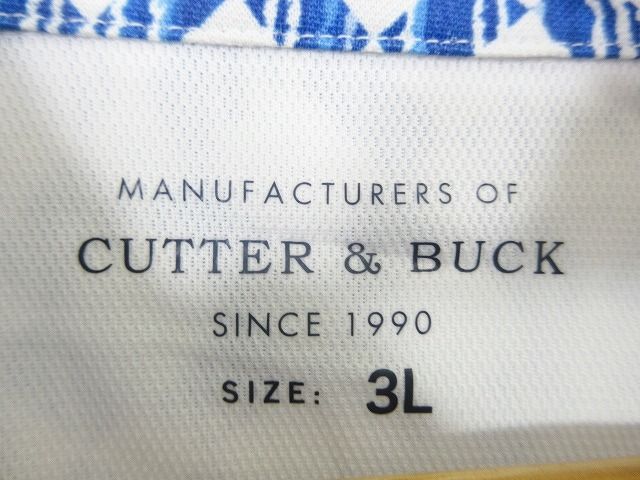 MANUFACTURERS OF
CUTTER & BUCK
SINCE 1990
SIZE: 3L